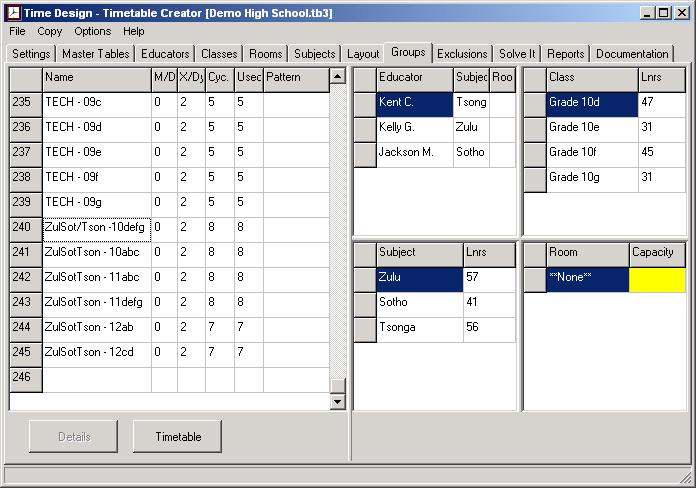 Time Design - Timetable Creator [Demo High School.tb3]
File Copy Options Help
Settings Master Tables Educators Classes Rooms Subjects Layout Groups Exclusions Solve It Reports Documentation
Name M/D X/Dy Cyc. Used Pattern
235 TECH - 09c 0 2 5 5
236 TECH - 09d 0 2 5 5
237 TECH - 09e 0 2 5 5
238 TECH - 09f 0 2 5 5
239 TECH - 09g 0 2 5 5
240 ZulSot/Tson -10defg 0 2 8 8
241 ZulSotTson - 10abc 0 2 8 8
242 ZulSotTson - 11abc 0 2 8 8
243 ZulSotTson - 11defg 0 2 8 8
244 ZulSotTson - 12ab 0 2 7 7
245 ZulSotTson - 12cd 0 2 7 7
246
Details Timetable
Educator Subjec Roo
Kent C. Tsong
Kelly G. Zulu
Jackson M. Sotho
Class Lnrs
Grade 10d 47
Grade 10e 31
Grade 10f 45
Grade 10g 31
Subject Lnrs
Zulu 57
Sotho 41
Tsonga 56
Room Capacity
**None**